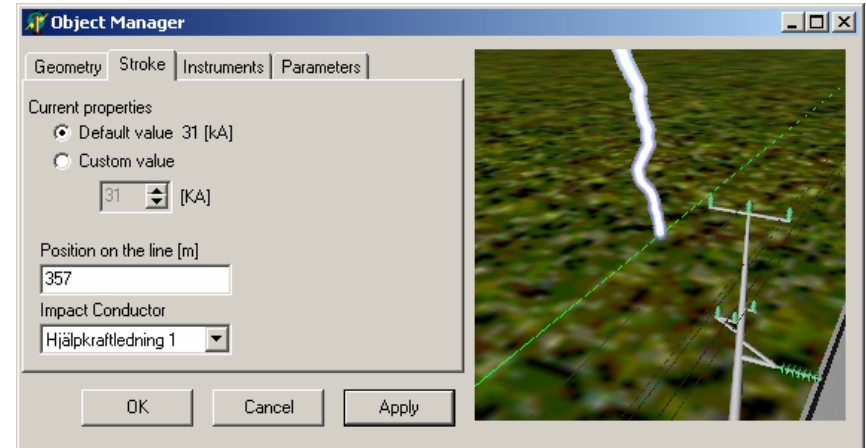 Object Manager
Geometry Stroke Instruments Parameters
Current properties
Default value 31 [kA]
Custom value
31 [KA]
Position on the line [m]
357
Impact Conductor
Hjälpkraftledning 1
OK Cancel Apply